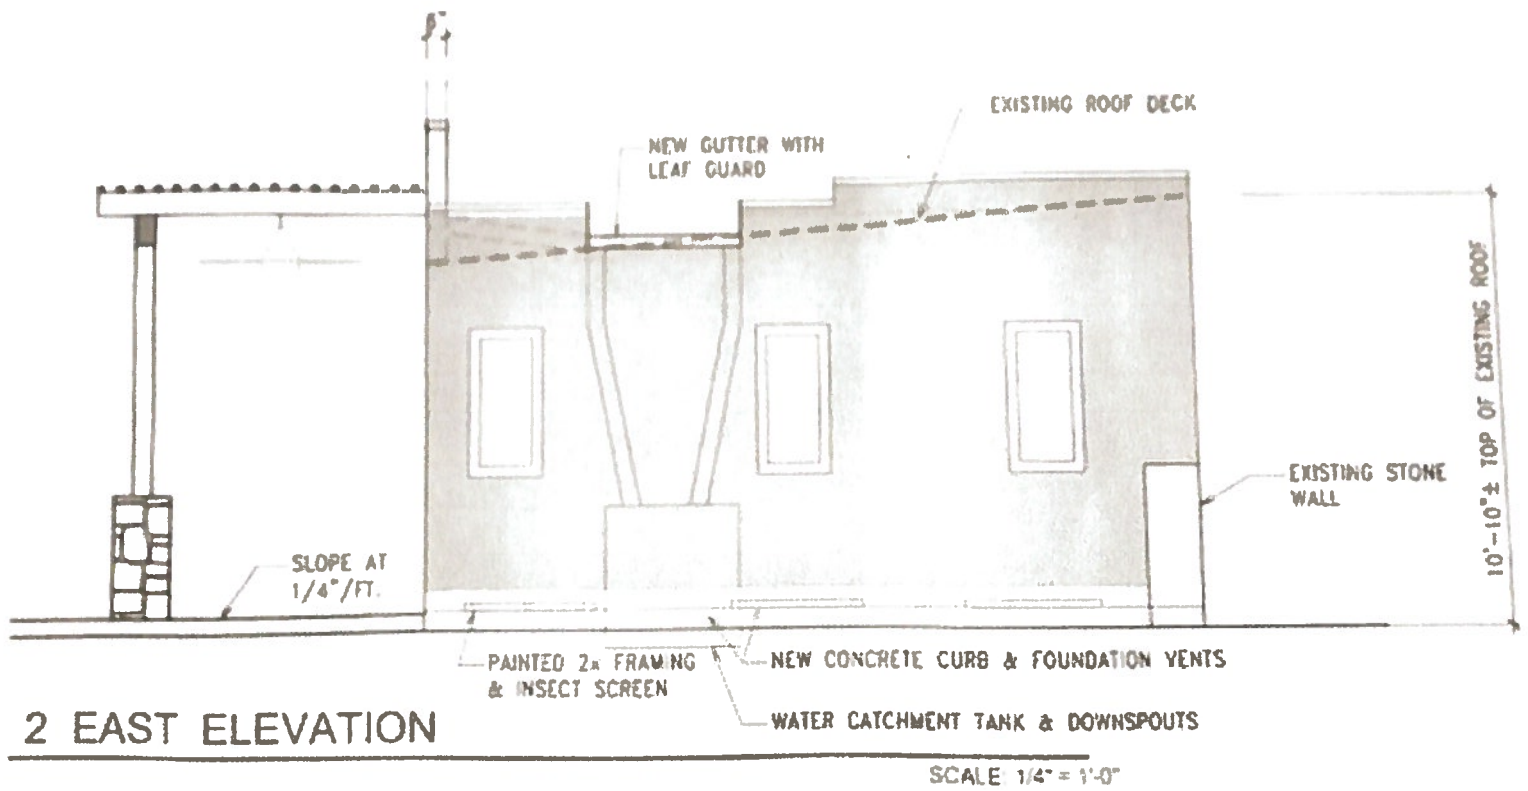 EXISTING ROOF DECK
NEW GUTTER WITH
LEAF GUARD
10'-10"± TOP OF EXISTING ROOF
EXISTING STONE
WALL
SLOPE AT
1/4"/FT.
PAINTED 2x FRAMING
& INSECT SCREEN
NEW CONCRETE CURB & FOUNDATION VENTS
WATER CATCHMENT TANK & DOWNSPOUTS
2 EAST ELEVATION
SCALE: 1/4" = 1'-0"